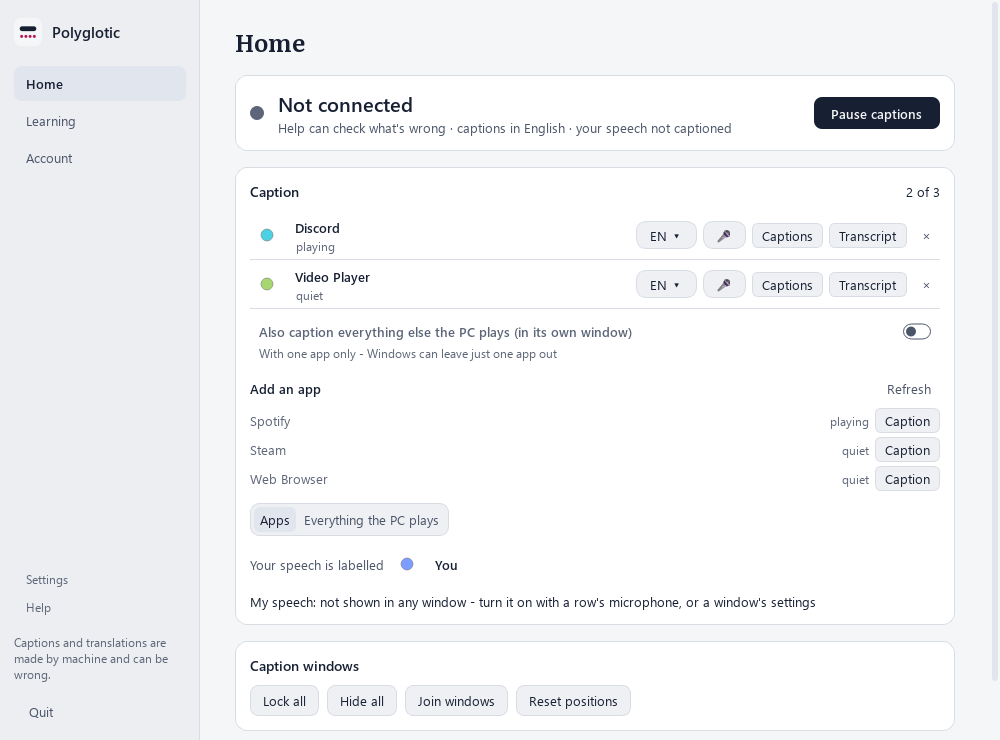 Polyglotic
Home
Learning
Account
Settings
Help
Captions and translations are
made by machine and can be
wrong.
Quit
Home
Not connected
Help can check what's wrong · captions in English · your speech not captioned
Pause captions
Caption
2 of 3
Discord
playing
EN ▾
Captions
Transcript
×
Video Player
quiet
EN ▾
Captions
Transcript
×
Also caption everything else the PC plays (in its own window)
With one app only - Windows can leave just one app out
Add an app
Refresh
Spotify
playing
Caption
Steam
quiet
Caption
Web Browser
quiet
Caption
Apps
Everything the PC plays
Your speech is labelled
You
My speech: not shown in any window - turn it on with a row's microphone, or a window's settings
Caption windows
Lock all
Hide all
Join windows
Reset positions